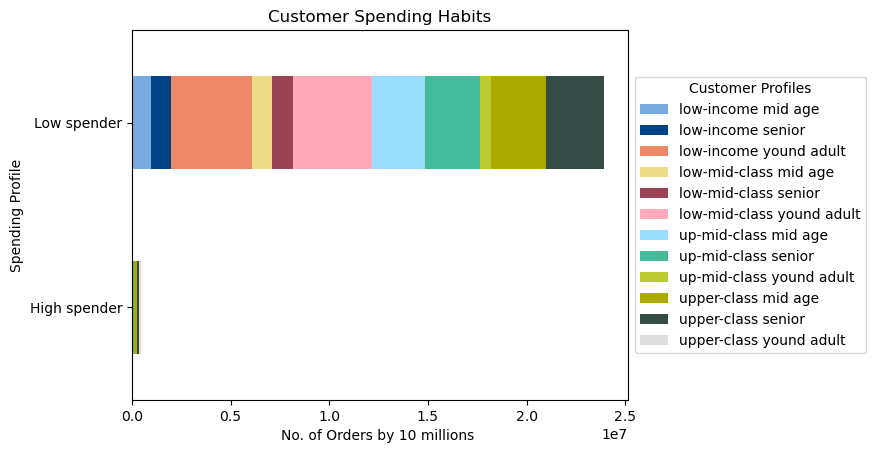 Customer Spending Habits
Low spender
High spender
Spending Profile
0.0 0.5 1.0 1.5 2.0 2.5
1e7
No. of Orders by 10 millions
Customer Profiles
low-income mid age
low-income senior
low-income yound adult
low-mid-class mid age
low-mid-class senior
low-mid-class yound adult
up-mid-class mid age
up-mid-class senior
up-mid-class yound adult
upper-class mid age
upper-class senior
upper-class yound adult